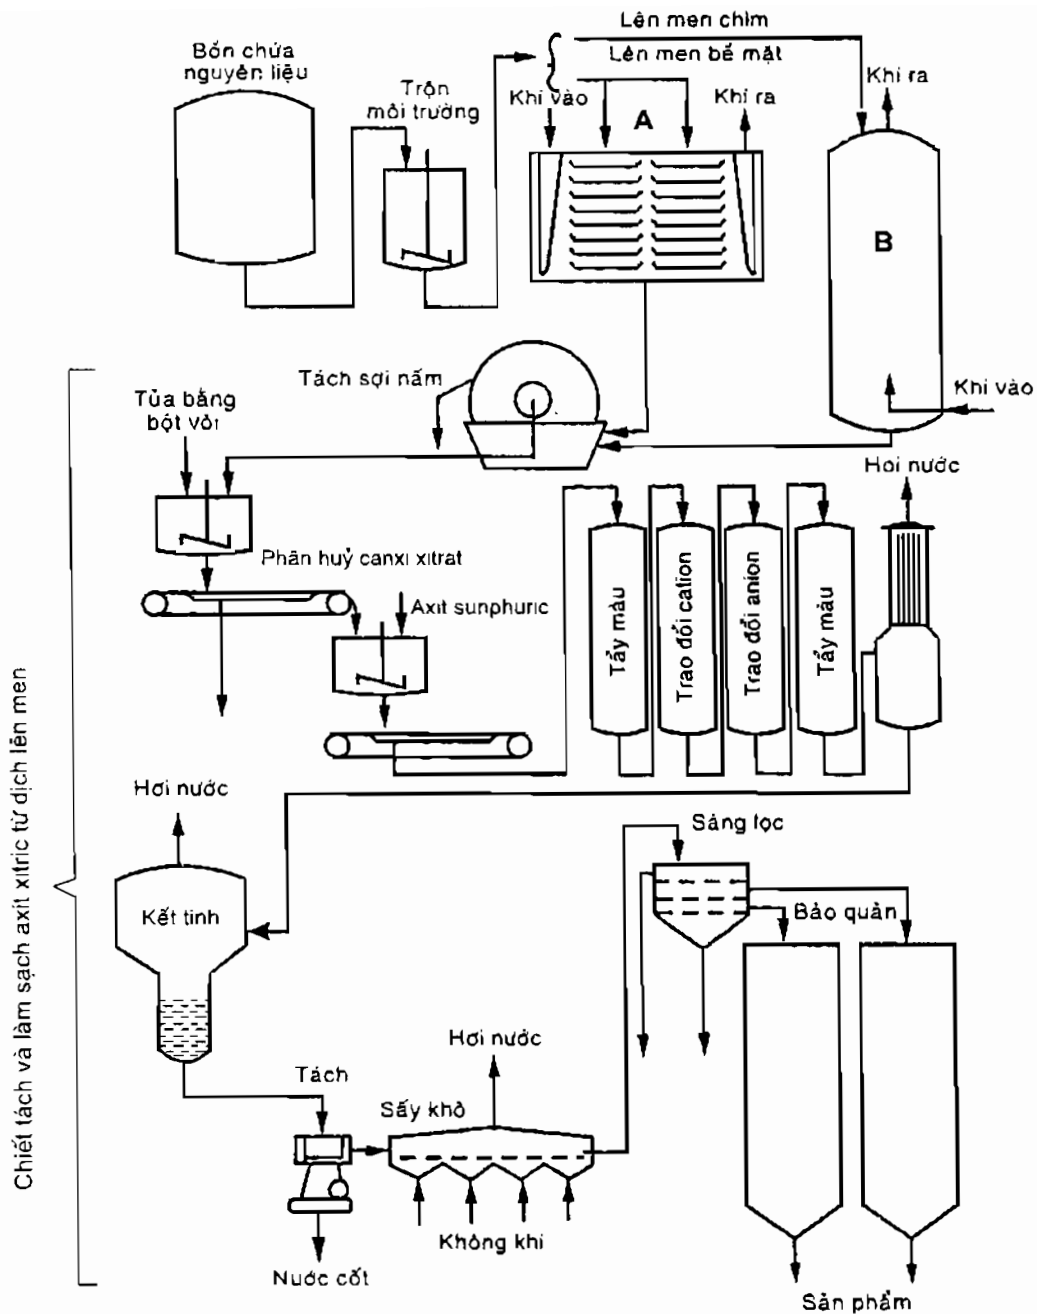 Lên men chìm
Bồn chứa
nguyên liệu
Lên men bề mặt
Trộn
môi trường
Khí vào
A
Khí ra
Khí ra
B
Khí vào
Tách sợi nấm
Tủa bằng
bột vôi
Hơi nước
Phân huỷ canxi xitrat
Axit sunphuric
Tẩy màu
Trao đổi cation
Trao đổi anion
Tẩy màu
Chiết tách và làm sạch axit xitric từ dịch lên men
Hơi nước
Kết tinh
Sàng lọc
Bảo quản
Hơi nước
Tách
Sấy khô
Không khí
Nước cốt
Sản phẩm